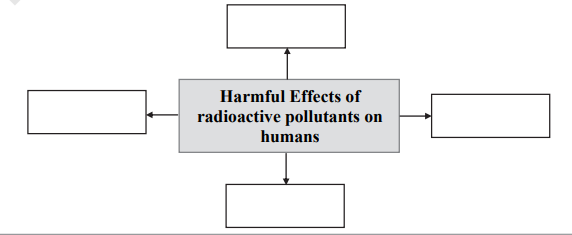 Harmful Effects of
radioactive pollutants on
humans